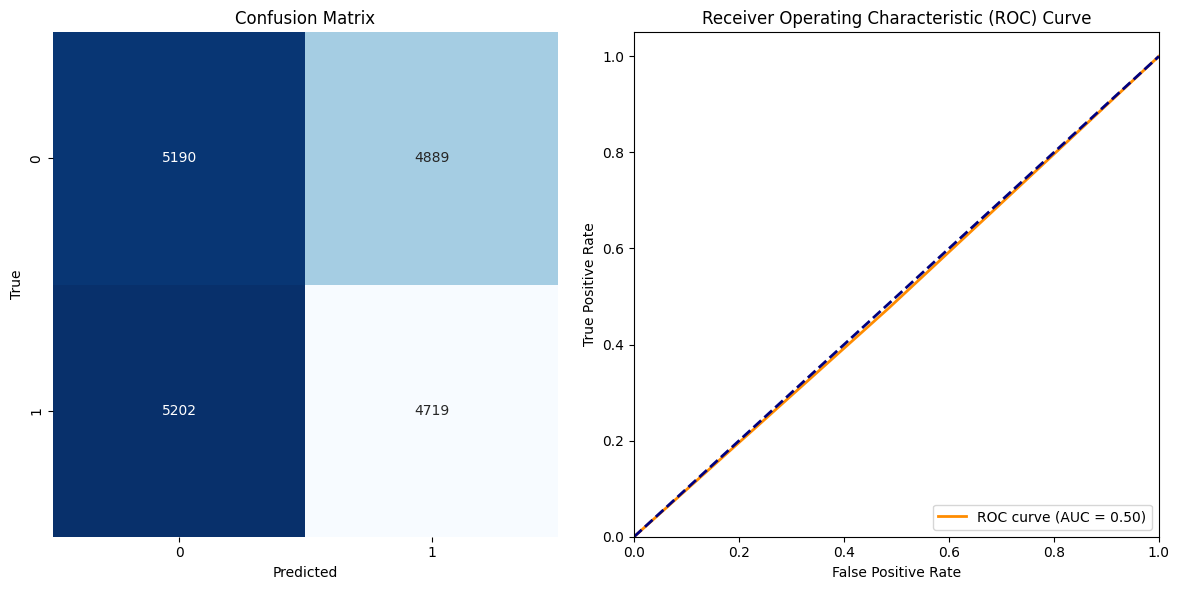 Confusion Matrix
0
5190
4889
True
1
5202
4719
0
1
Predicted
Receiver Operating Characteristic (ROC) Curve
True Positive Rate
1.0
0.8
0.6
0.4
0.2
0.0
ROC curve (AUC = 0.50)
0.0
0.2
0.4
0.6
0.8
1.0
False Positive Rate